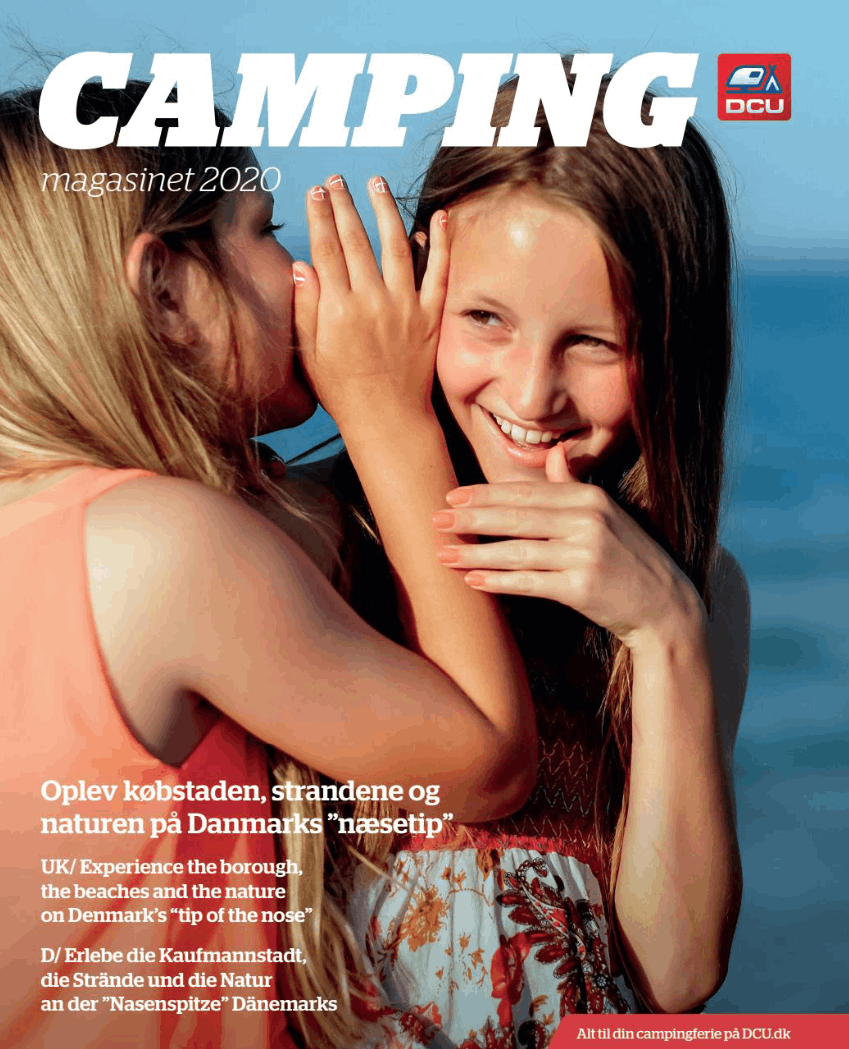 CAMPING
DCU
magasinet 2020
Oplev købstaden, strandene og
naturen på Danmarks ”næsetip”
UK/ Experience the borough,
the beaches and the nature
on Denmark’s “tip of the nose”
D/ Erlebe die Kaufmannstadt,
die Strände und die Natur
an der ”Nasenspitze” Dänemarks
Alt til din campingferie på DCU.dk